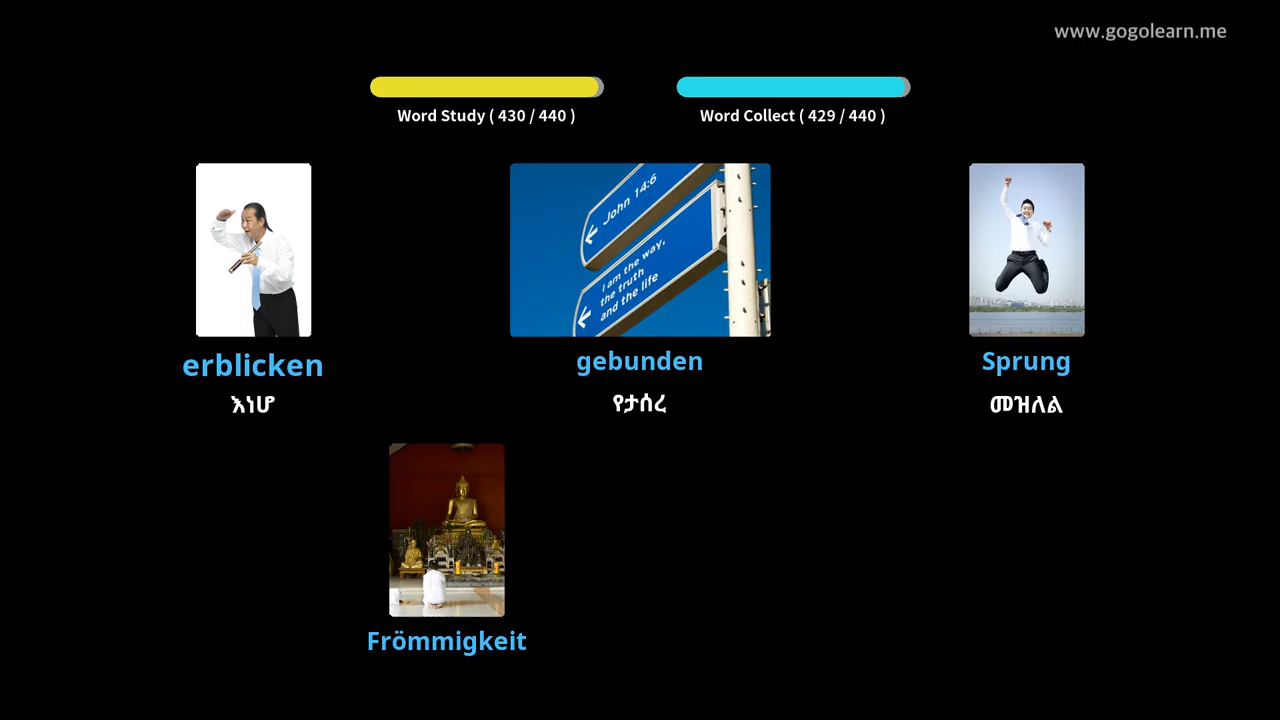 www.gogolearn.me
Word Study ( 430 / 440 )
Word Collect ( 429 / 440 )
John 14:6
I am the way,
the truth
and the life
erblicken
gebunden
Sprung
እነሆ
የታሰረ
መዝለል
Frömmigkeit